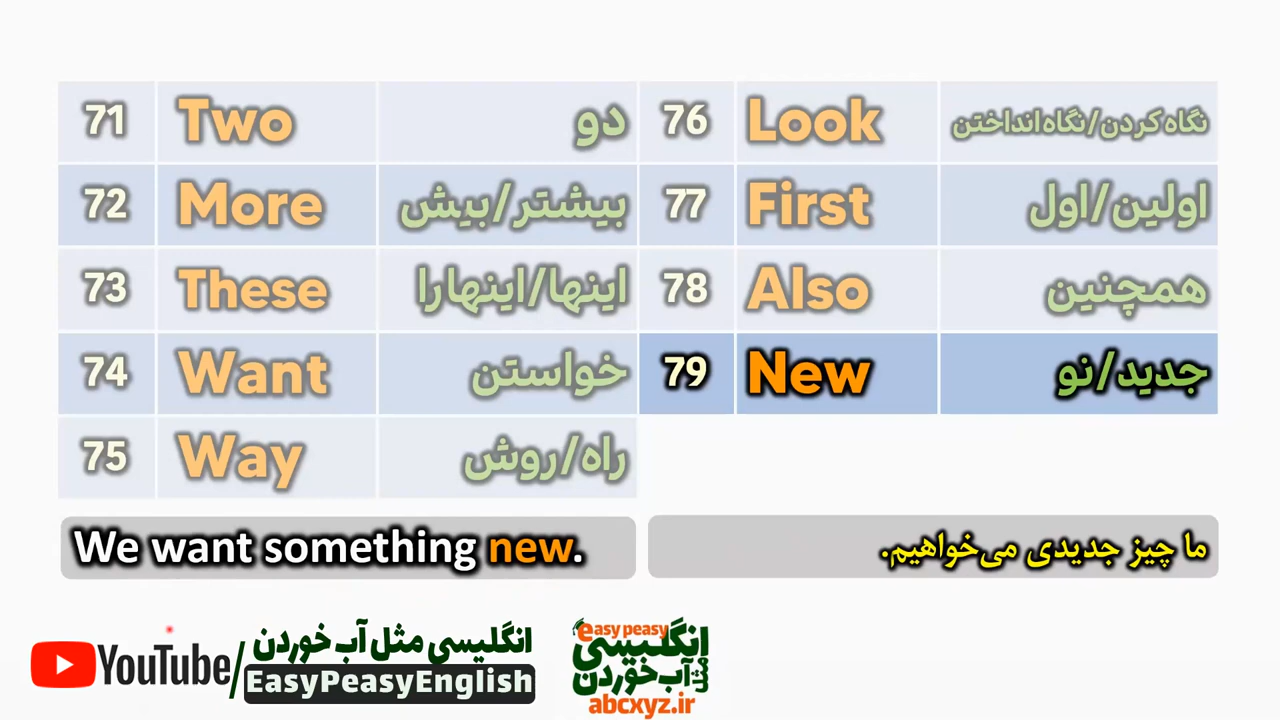 71 Two دو 76 Look نگاه کردن/نگاه انداختن
72 More بیشتر/بیش 77 First اولین/اول
73 These اینها/اینهارا 78 Also همچنین
74 Want خواستن 79 New جدید/نو
75 Way راه/روش
We want something new.
ما چیز جدیدی می‌خواهیم.
YouTube/
انگلیسی مثل آب خوردن
EasyPeasyEnglish
easy peasy
انگلیسی
مثل
آب خوردن
abcxyz.ir